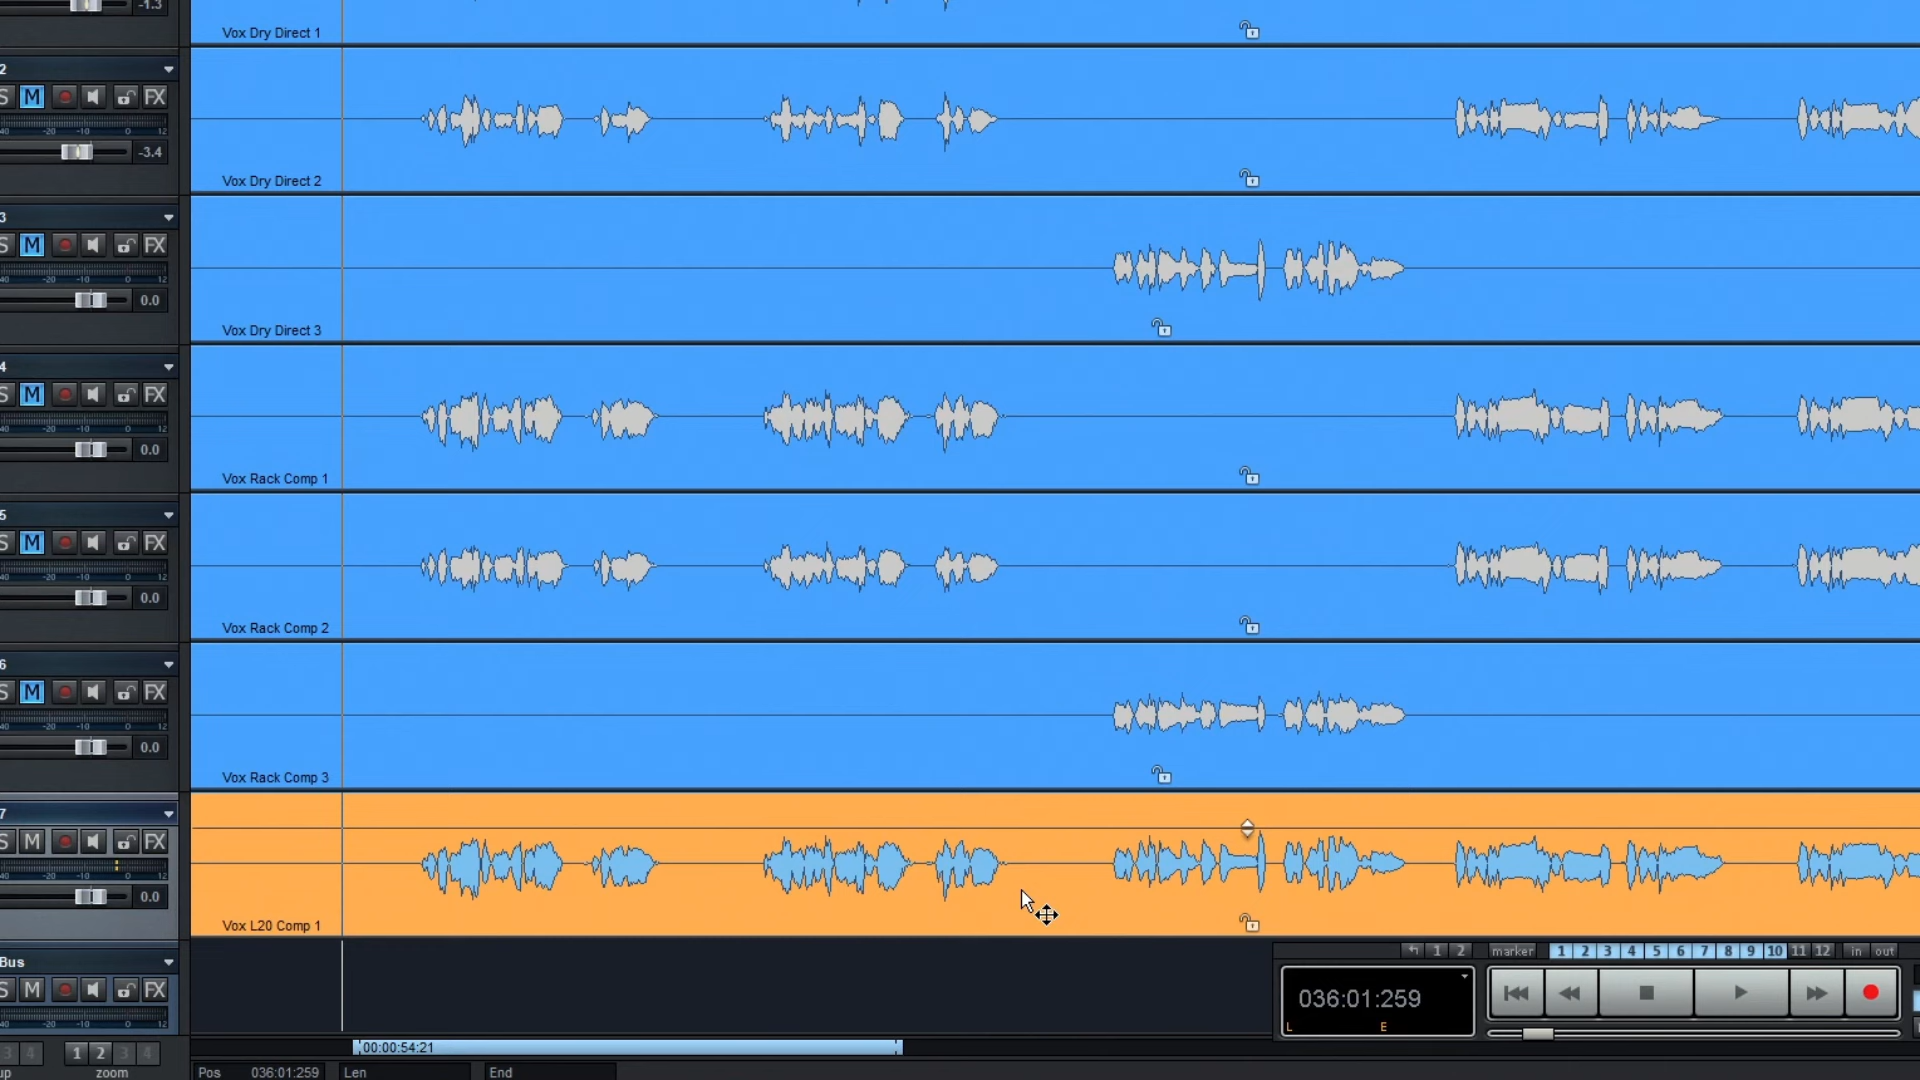 -1.3
Vox Dry Direct 1
2
S M FX
40 -20 -10 0 12
-3.4
Vox Dry Direct 2
3
S M FX
40 -20 -10 0 12
0.0
Vox Dry Direct 3
4
S M FX
40 -20 -10 0 12
0.0
Vox Rack Comp 1
5
S M FX
40 -20 -10 0 12
0.0
Vox Rack Comp 2
6
S M FX
40 -20 -10 0 12
0.0
Vox Rack Comp 3
7
S M FX
40 -20 -10 0 12
0.0
Vox L20 Comp 1
Bus
S M FX
40 -20 -10 0 12
1 2 marker 1 2 3 4 5 6 7 8 9 10 11 12 in out
036:01:259
L E
3 4 1 2 3 4
up zoom
00:00:54:21
Pos 036:01:259 Len End